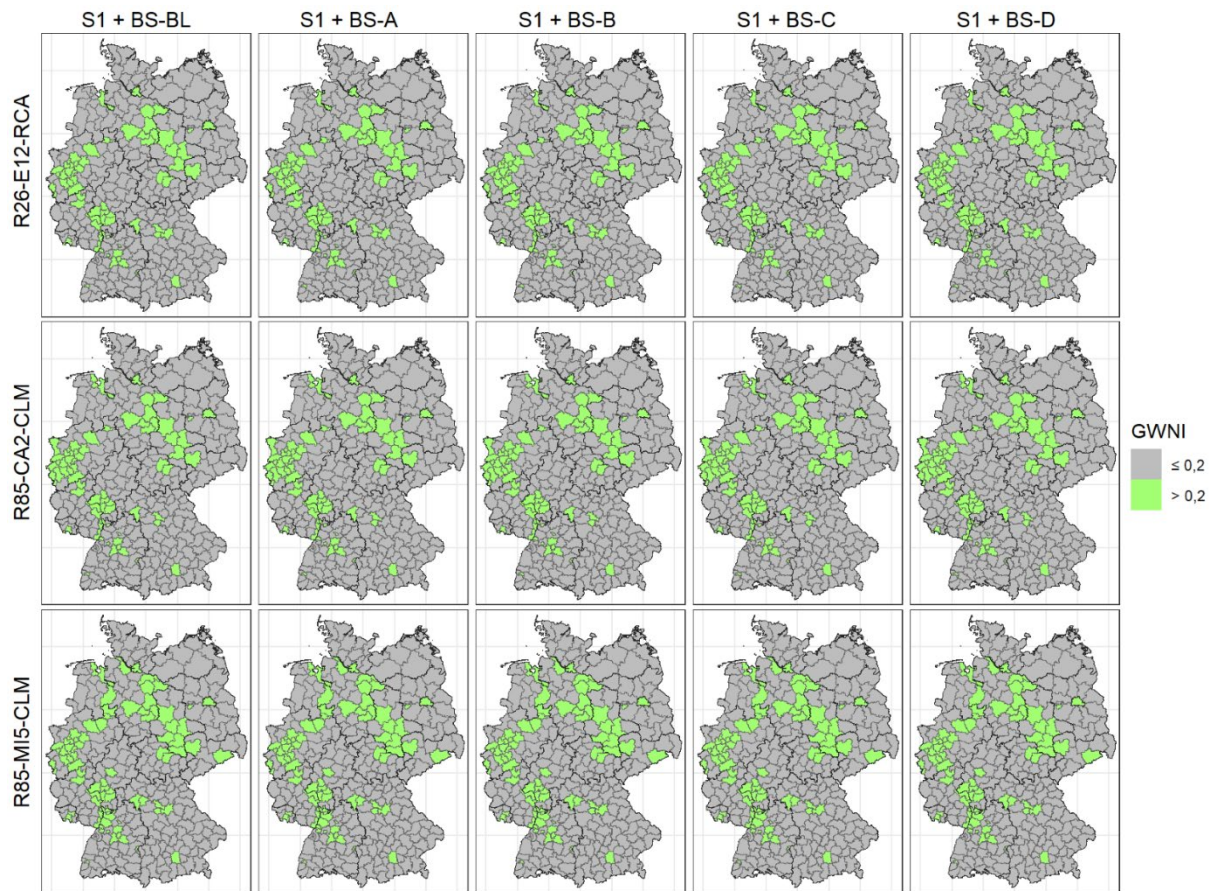 S1 + BS-BL S1 + BS-A S1 + BS-B S1 + BS-C S1 + BS-D
R26-E12-RCA
R85-CA2-CLM
R85-MI5-CLM
GWNI
≤ 0,2
> 0,2